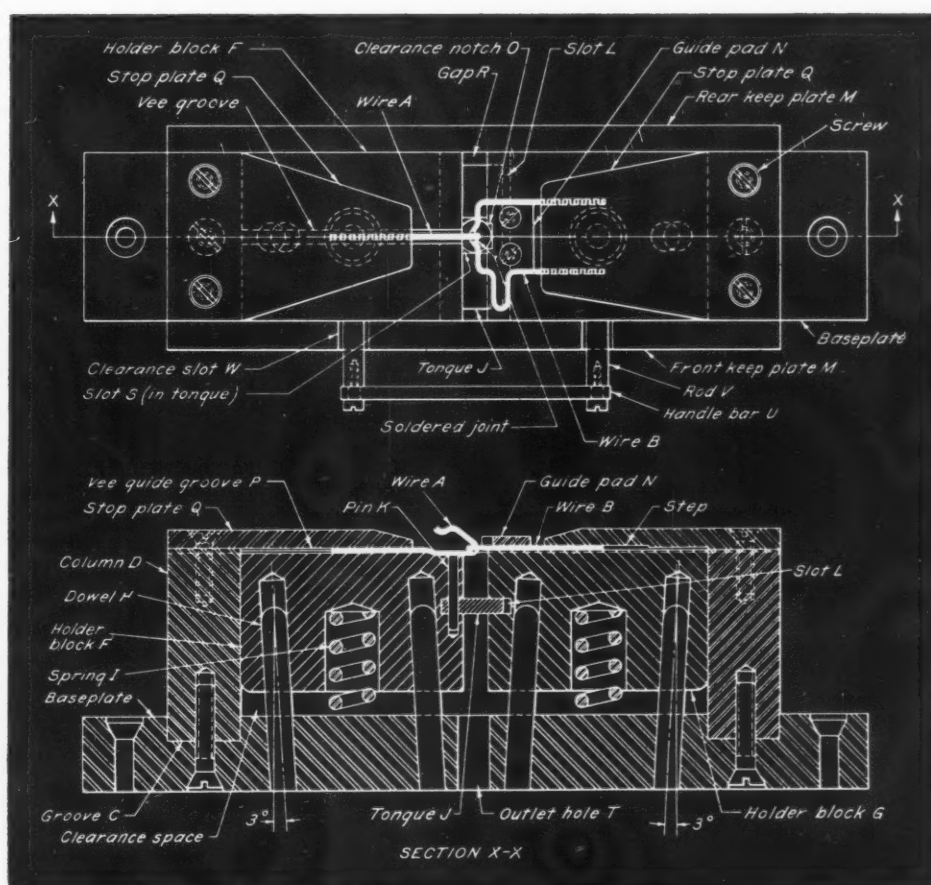 Holder block F
Stop plate Q
Vee groove
Wire A
Clearance notch O
Gap R
Slot L
Guide pad N
Stop plate Q
Rear keep plate M
Screw
X
X
Baseplate
Clearance slot W
Slot S (in tongue)
Tongue J
Soldered joint
Front keep plate M
Rod V
Handle bar U
Wire B
Vee guide groove P
Stop plate Q
Wire A
Pin K
Guide pad N
Wire B
Step
Column D
Dowel H
Holder
block F
Spring I
Baseplate
Slot L
Groove C
Clearance space
3°
Tongue J
Outlet hole T
3°
Holder block G
SECTION X-X